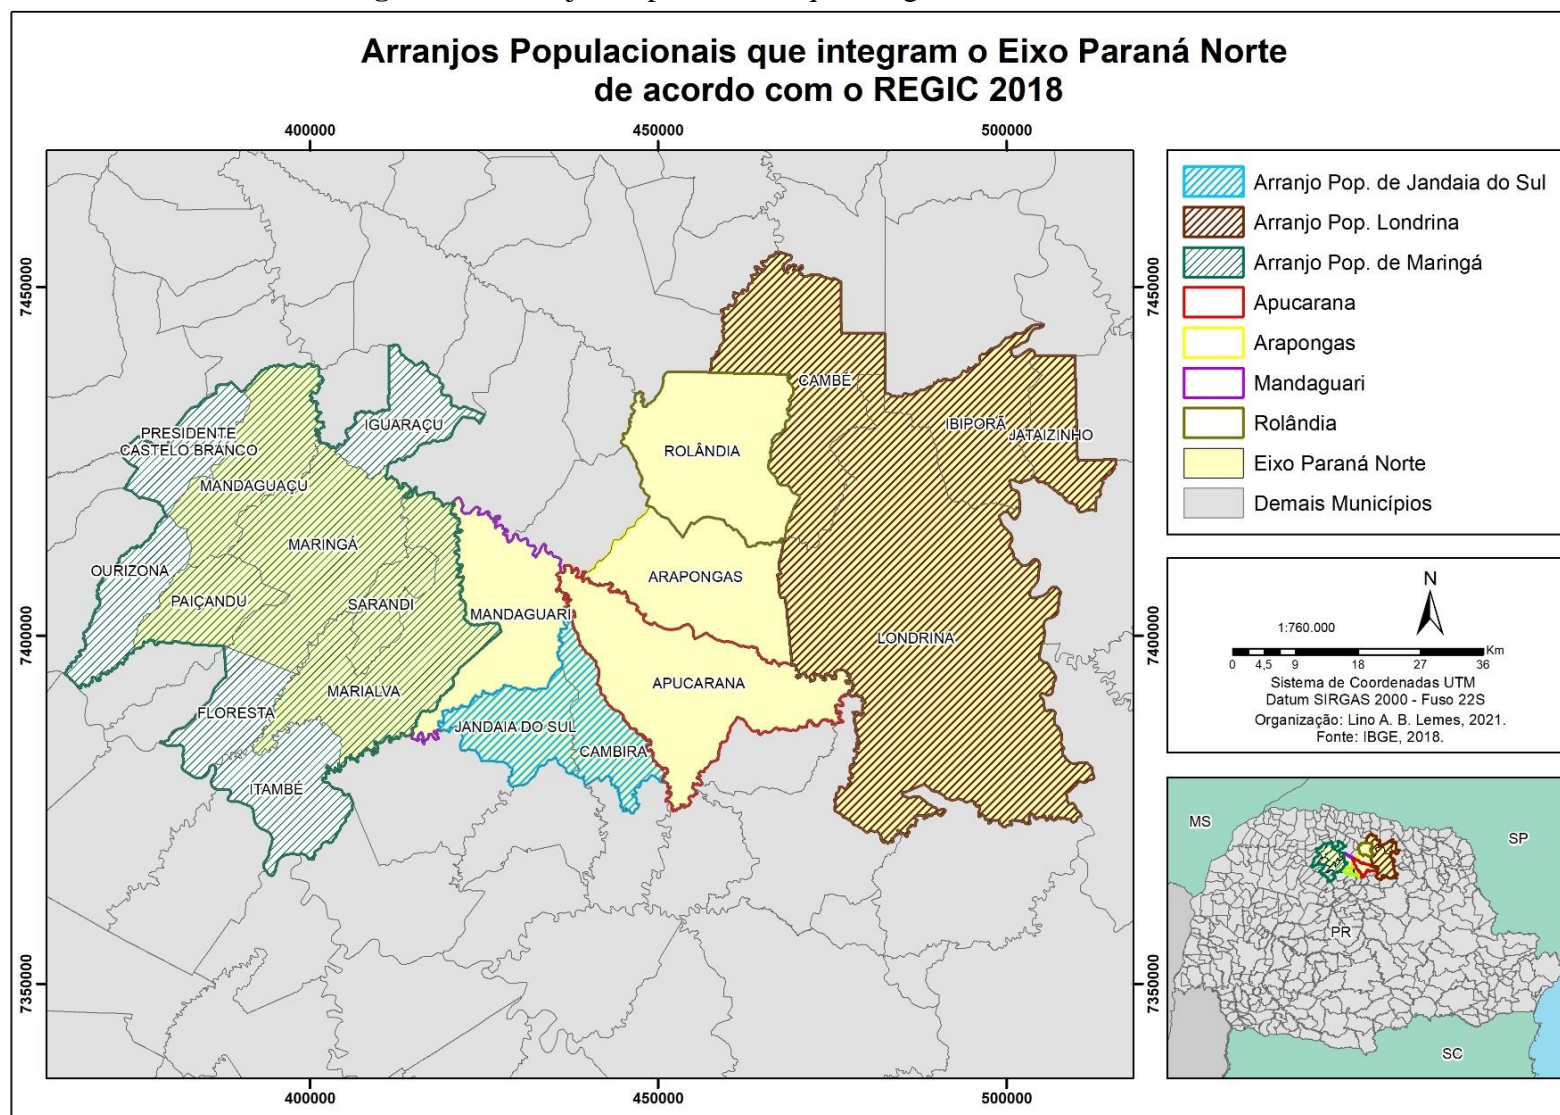 Arranjos Populacionais que integram o Eixo Paraná Norte
de acordo com o REGIC 2018
400000
450000
500000
7450000
7450000
7400000
7400000
7350000
7350000
400000
450000
500000
CAMBÉ
IGUARAÇU
IBIPORÃ
JATAIZINHO
PRESIDENTE
CASTELO BRANCO
ROLÂNDIA
MANDAGUAÇU
MARINGÁ
OURIZONA
ARAPONGAS
PAIÇANDU
SARANDI
MANDAGUARI
LONDRINA
APUCARANA
MARIALVA
FLORESTA
JANDAIA DO SUL
CAMBIRA
ITAMBÉ
Arranjo Pop. de Jandaia do Sul
Arranjo Pop. Londrina
Arranjo Pop. de Maringá
Apucarana
Arapongas
Mandaguari
Rolândia
Eixo Paraná Norte
Demais Municípios
N
1:760.000
Km
0 4,5 9 18 27 36
Sistema de Coordenadas UTM
Datum SIRGAS 2000 - Fuso 22S
Organização: Lino A. B. Lemes, 2021.
Fonte: IBGE, 2018.
MS
SP
PR
SC